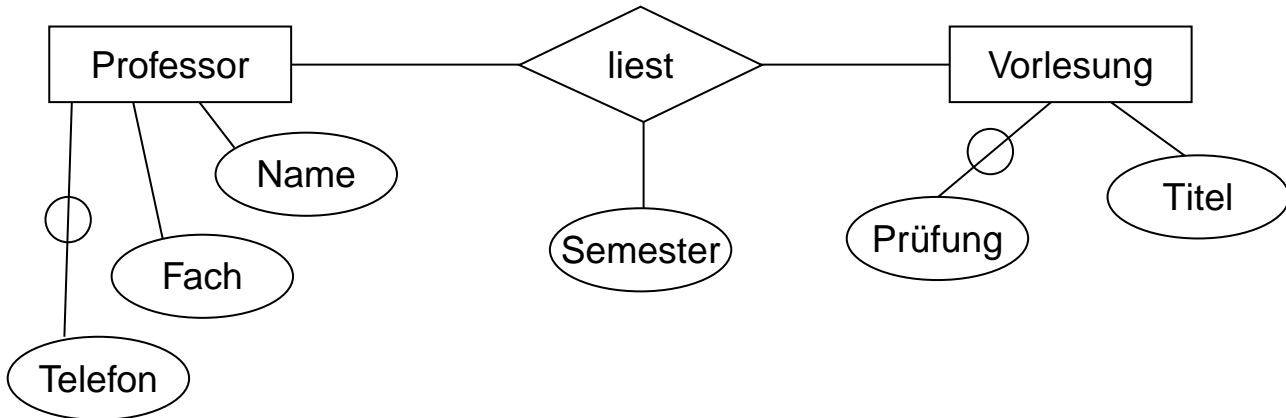 Professor
liest
Vorlesung
Name
Titel
Semester
Prüfung
Fach
Telefon